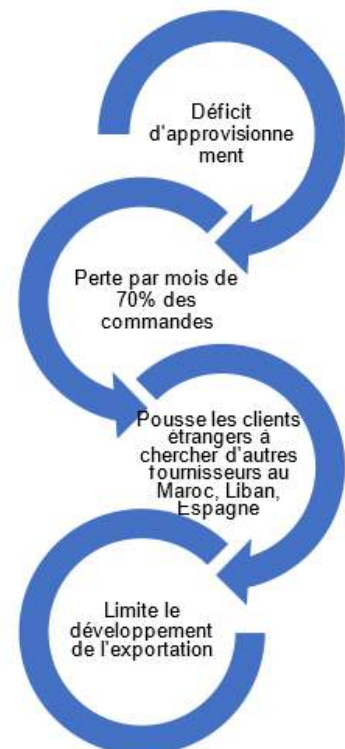 Déficit
d'approvisionne
ment
Perte par mois de
70% des
commandes
Pousse les clients
étrangers à
chercher d'autres
fournisseurs au
Maroc, Liban,
Espagne
Limite le
développement
de l'exportation